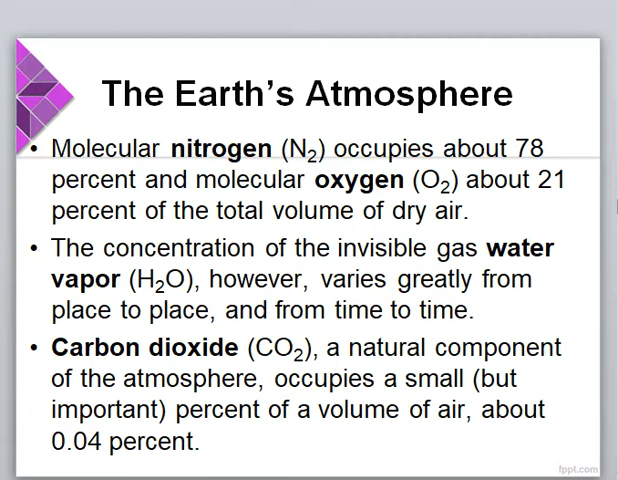 The Earth’s Atmosphere
• Molecular nitrogen (N₂) occupies about 78
percent and molecular oxygen (O₂) about 21
percent of the total volume of dry air.
• The concentration of the invisible gas water
vapor (H₂O), however, varies greatly from
place to place, and from time to time.
• Carbon dioxide (CO₂), a natural component
of the atmosphere, occupies a small (but
important) percent of a volume of air, about
0.04 percent.
fppt.com